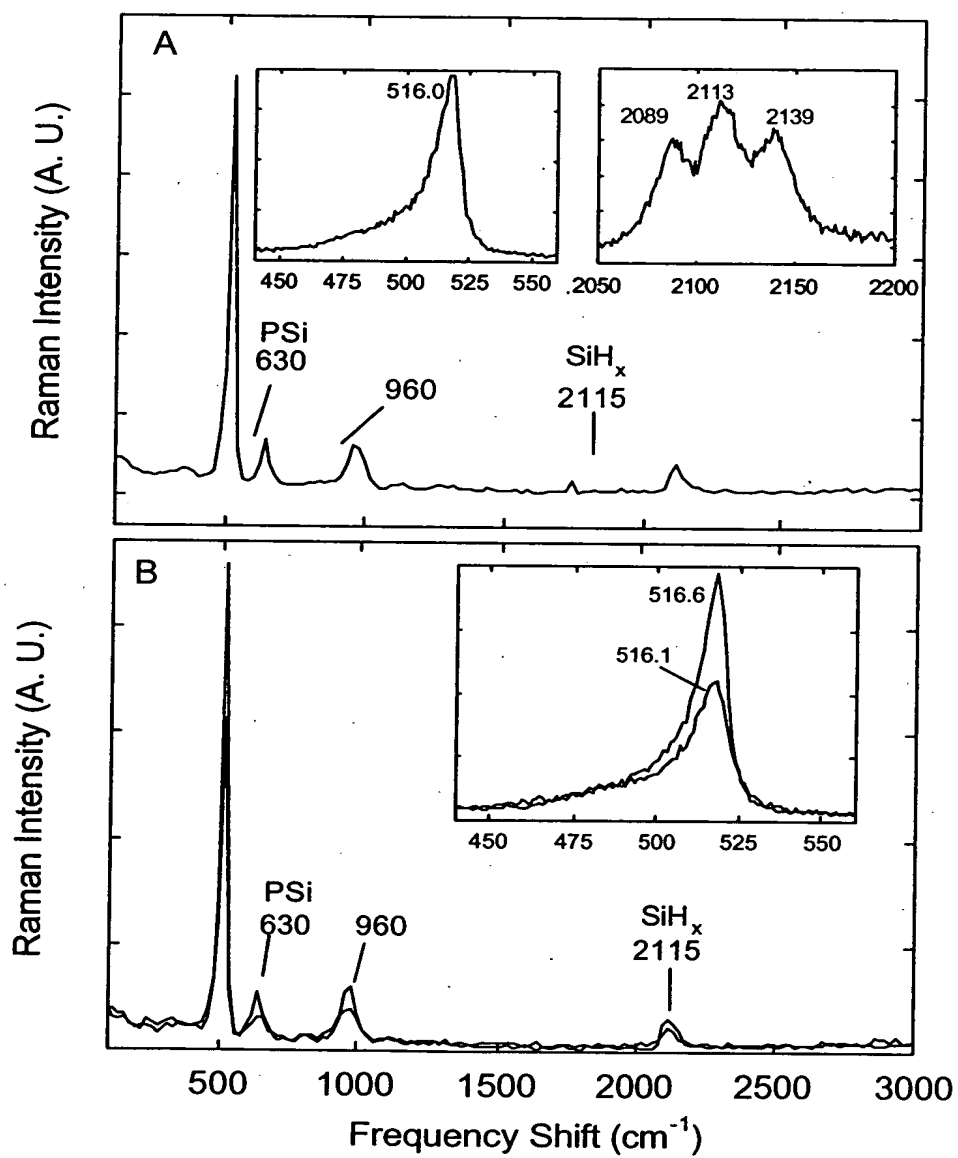 A
Raman Intensity (A. U.)
516.0
450 475 500 525 550
2089
2113
2139
.2050 2100 2150 2200
PSi
630
960
SiHx
2115
B
Raman Intensity (A. U.)
516.6
516.1
450 475 500 525 550
PSi
630
960
SiHx
2115
500 1000 1500 2000 2500 3000
Frequency Shift (cm-1)